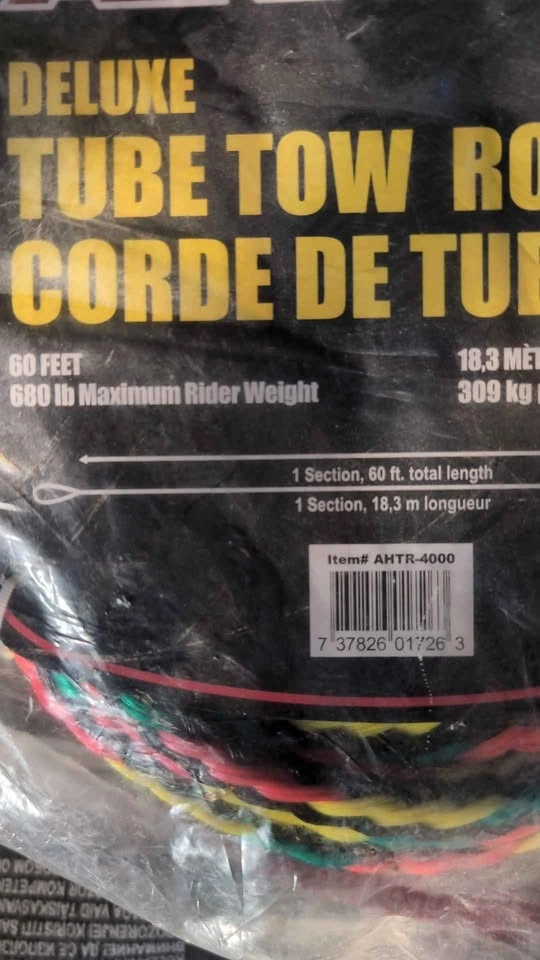 DELUXE
TUBE TOW RO
CORDE DE TU
60 FEET
18,3 MÈT
680 lb Maximum Rider Weight
309 kg
1 Section, 60 ft. total length
1 Section, 18,3 m longueur
Item# AHTR-4000
7 37826 01726 3